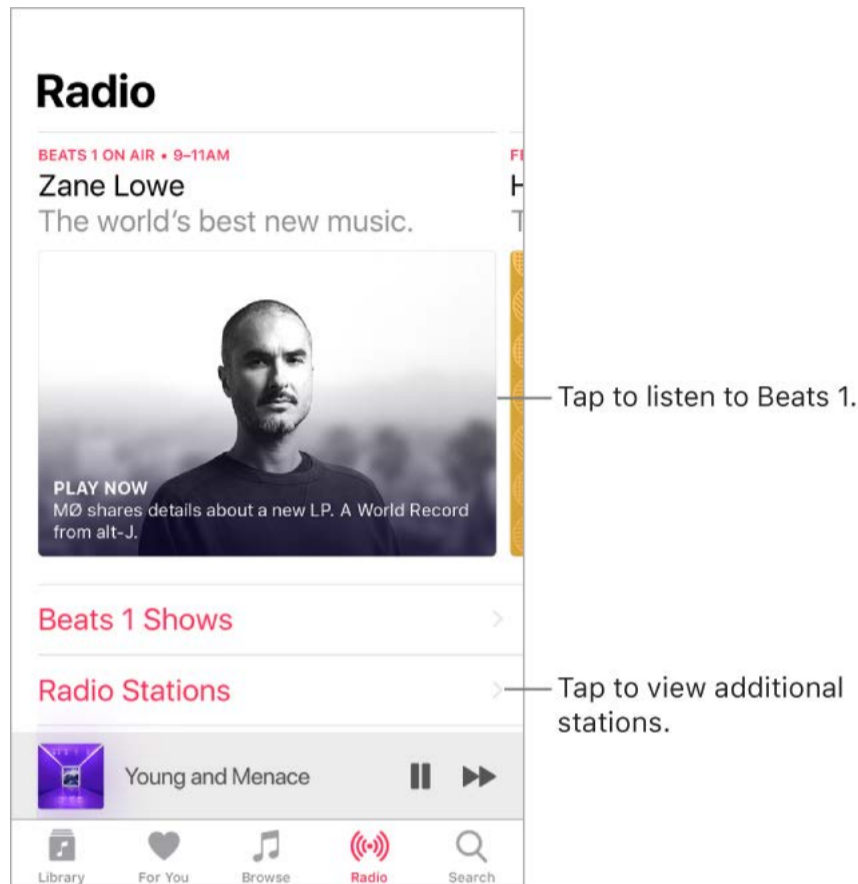 Radio
BEATS 1 ON AIR • 9–11AM
Zane Lowe
The world's best new music.
PLAY NOW
MØ shares details about a new LP. A World Record
from alt-J.
Tap to listen to Beats 1.
Beats 1 Shows
Radio Stations
Tap to view additional
stations.
Young and Menace
Library For You Browse Radio Search